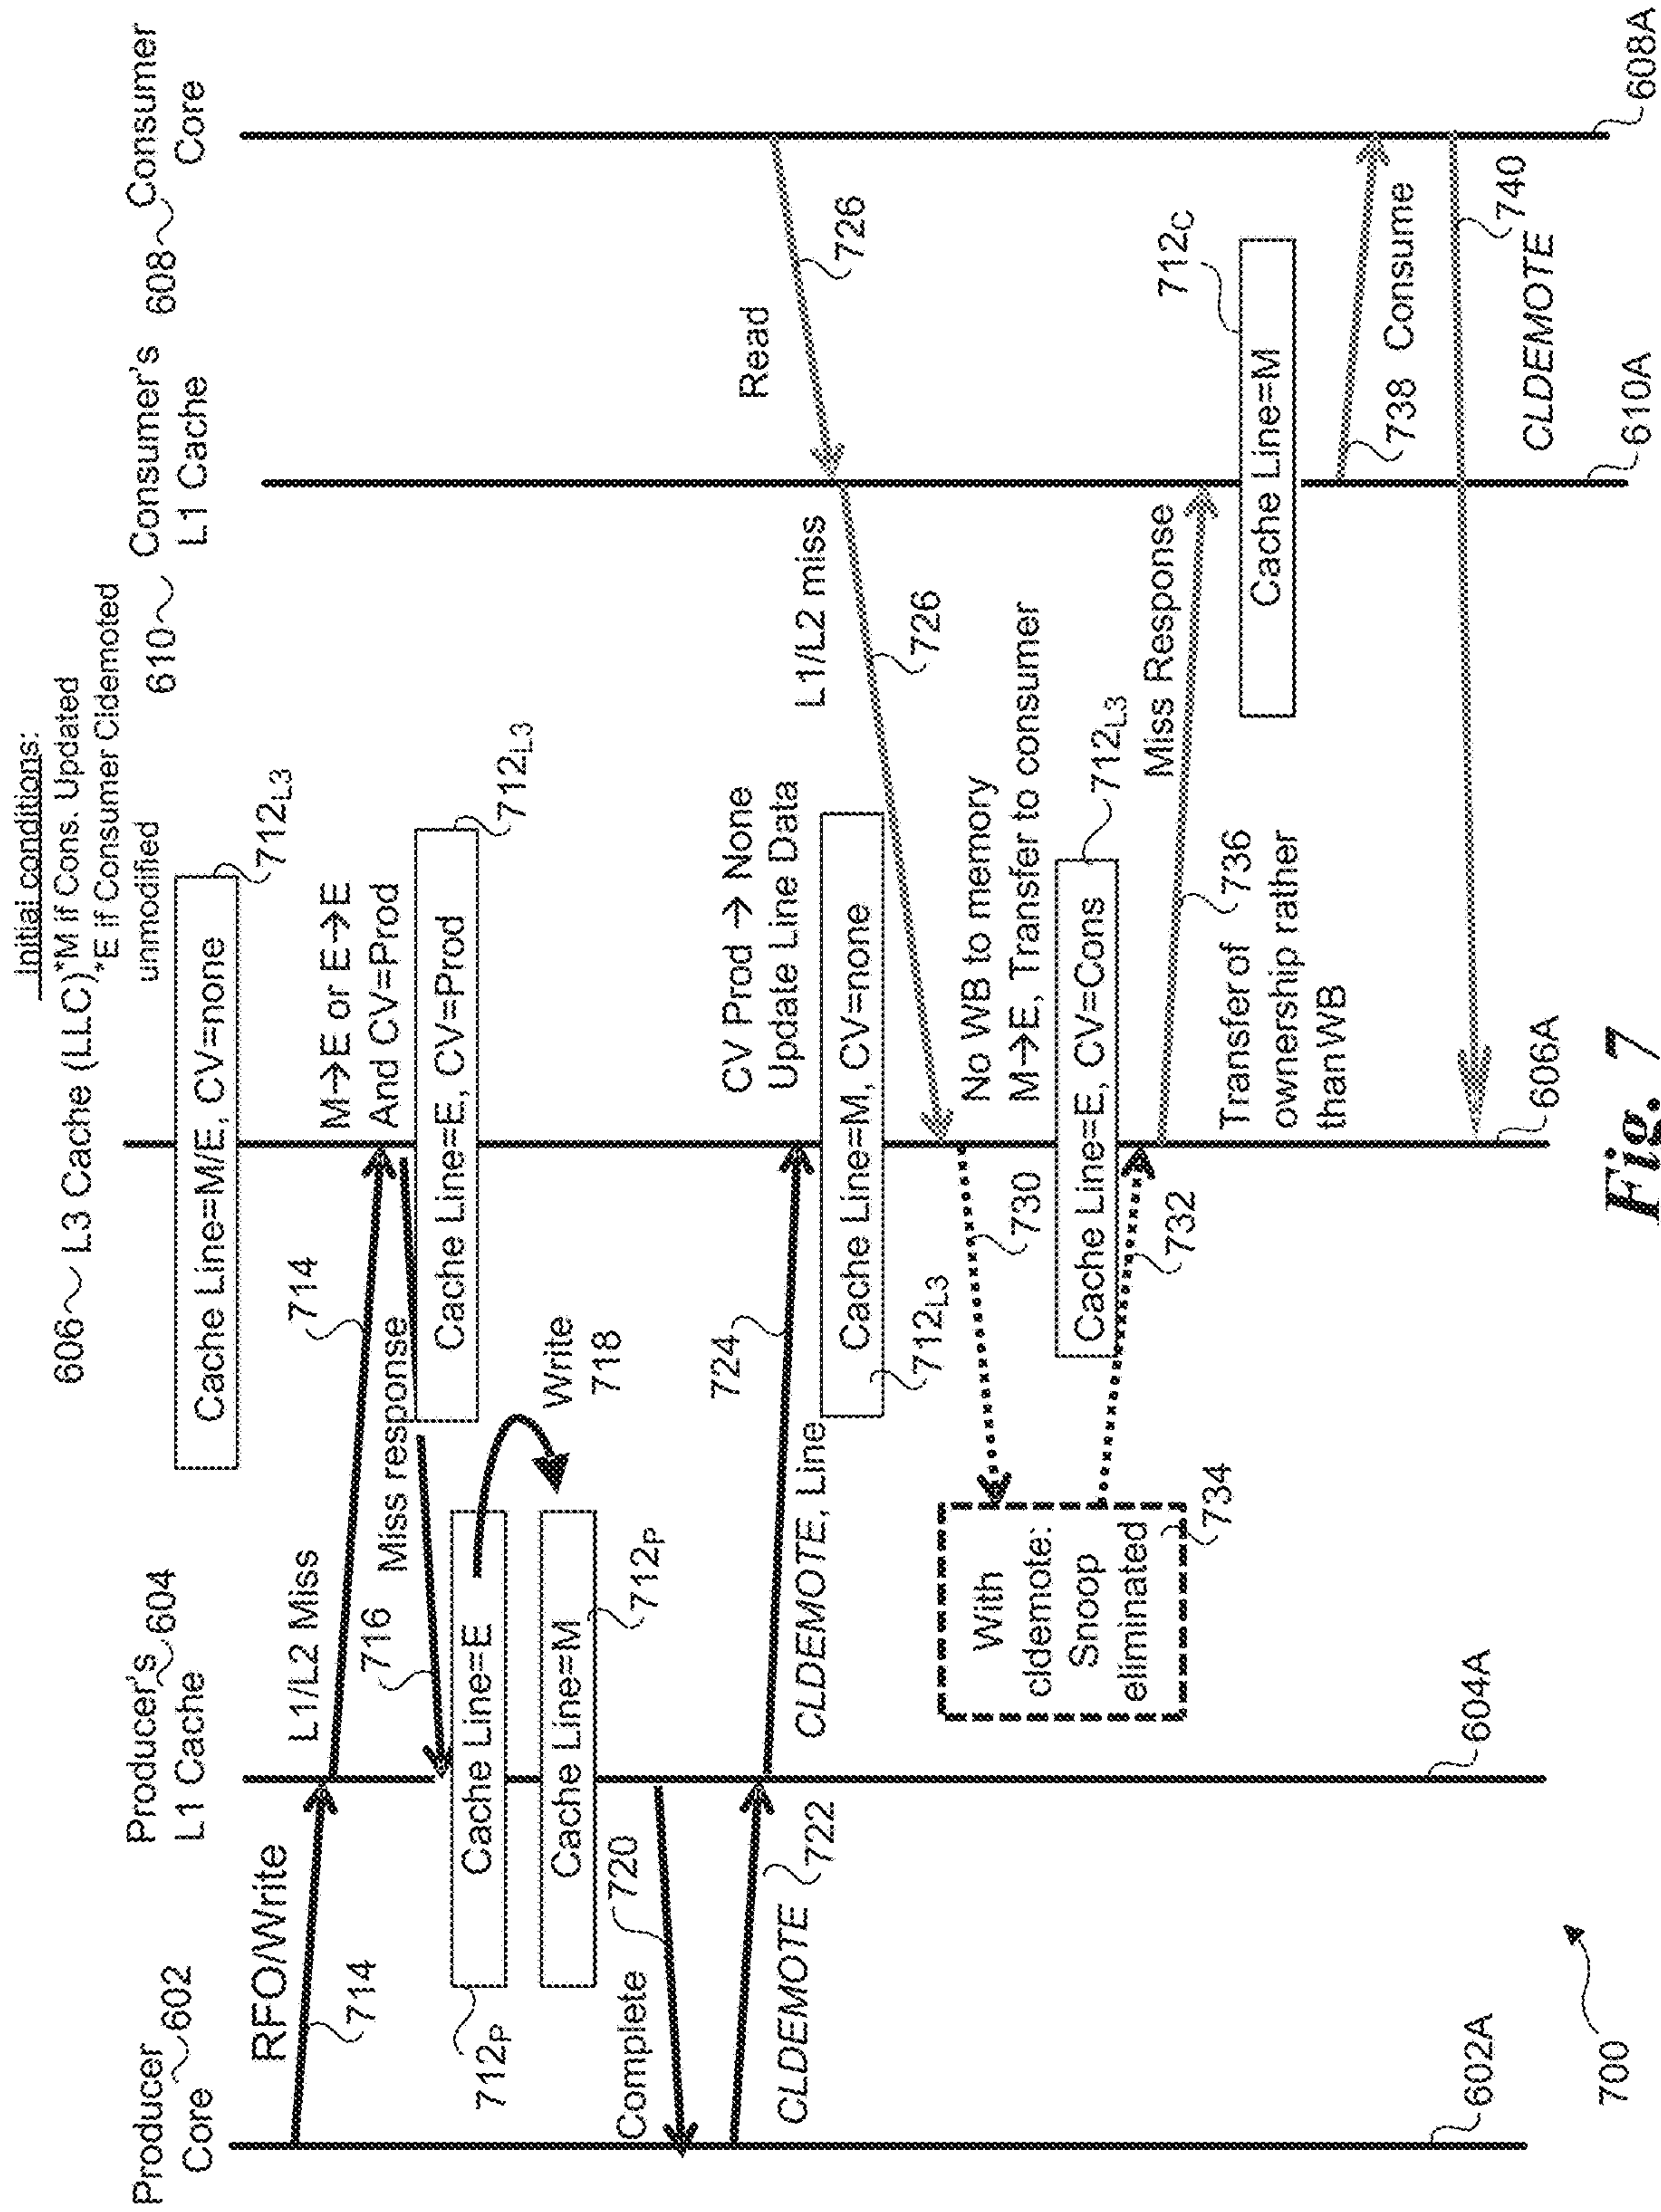 Initial conditions:
606 L3 Cache (LLC) *M if Cons. Updated
*E if Consumer Cldemoted
unmodifier
Producer 602
Core
Producer's 604
L1 Cache
610 Consumer's
L1 Cache
608 Consumer
Core
Cache Line=M/E, CV=none
712L3
RFO/Write
714
L1/L2 Miss
714
M→E or E→E
And CV=Prod
716
Miss response
Cache Line=E, CV=Prod
712L3
712P
Cache Line=E
Write
718
Cache Line=M
712P
Complete
720
CLDEMOTE
722
724
CLDEMOTE, Line
CV Prod → None
Update Line Data
Cache Line=M, CV=none
712L3
Read
726
L1/L2 miss
726
No WB to memory
M→E, Transfer to consumer
730
With
cldemote:
Snoop
eliminated
734
Cache Line=E, CV=Cons
712L3
732
Miss Response
736
Transfer of
ownership rather
than WB
Cache Line=M
712C
738 Consume
740
CLDEMOTE
602A
604A
606A
610A
608A
700
Fig. 7